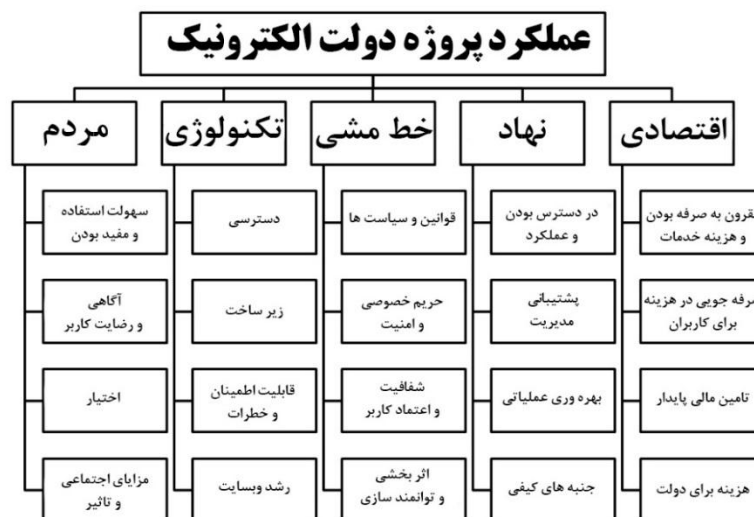 عملکرد پروژه دولت الکترونیک
اقتصادی
قرون به صرفه بودن
و هزینه خدمات
رفه جویی در هزینه
برای کاربران
تامین مالی پایدار
هزینه برای دولت
نهاد
در دسترس بودن
و عملکرد
پشتیبانی
مدیریت
بهره وری عملیاتی
جنبه های کیفی
خط مشی
قوانین و سیاست ها
حریم خصوصی
و امنیت
شفافیت
و اعتماد کاربر
اثر بخشی
و توانمند سازی
تکنولوژی
دسترسی
زیر ساخت
قابلیت اطمینان
و خطرات
رشد وبسایت
مردم
سهولت استفاده
و مفید بودن
آگاهی
و رضایت کاربر
اختیار
مزایای اجتماعی
و تاثیر